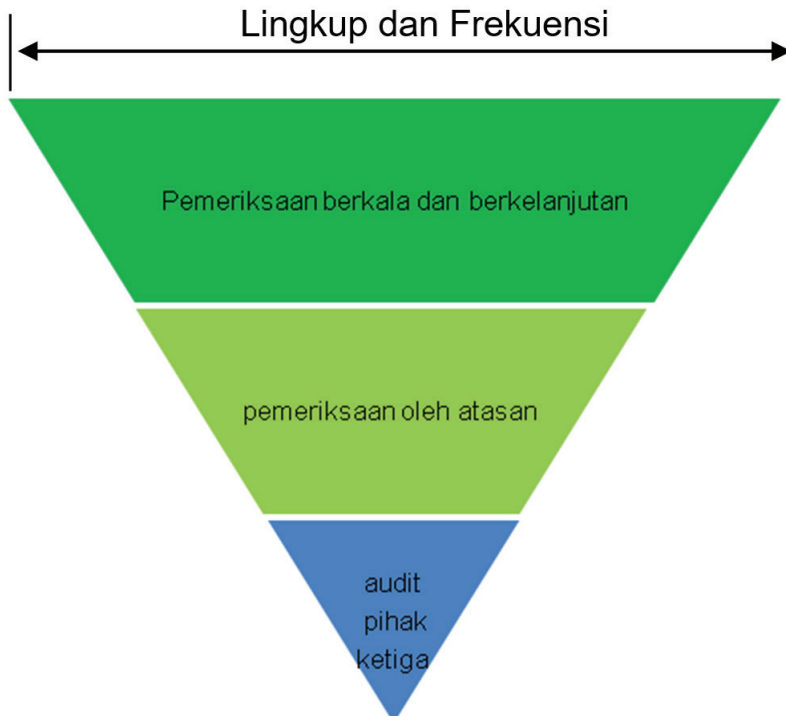 Lingkup dan Frekuensi
Pemeriksaan berkala dan berkelanjutan
pemeriksaan oleh atasan
audit
pihak
ketiga